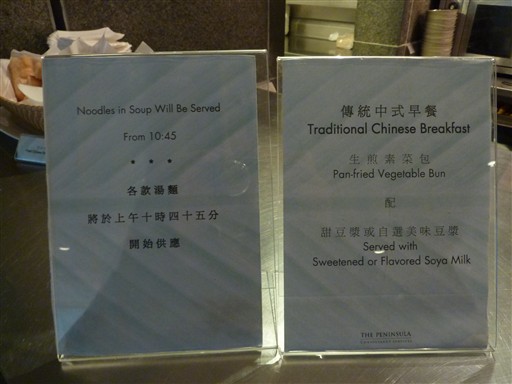 Noodles in Soup Will Be Served
From 10:45
* * *
各款湯麵
將於上午十時四十五分
開始供應
傳統中式早餐
Traditional Chinese Breakfast
生煎素菜包
Pan-fried Vegetable Bun
配
甜豆漿或自選美味豆漿
Served with
Sweetened or Flavored Soya Milk
THE PENINSULA